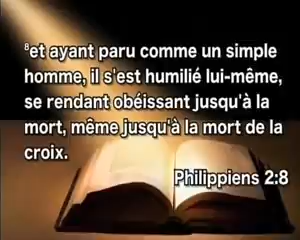 ⁸et ayant paru comme un simple
homme, il s'est humilié lui-même,
se rendant obéissant jusqu'à la
mort, même jusqu'à la mort de la
croix.
Philippiens 2:8